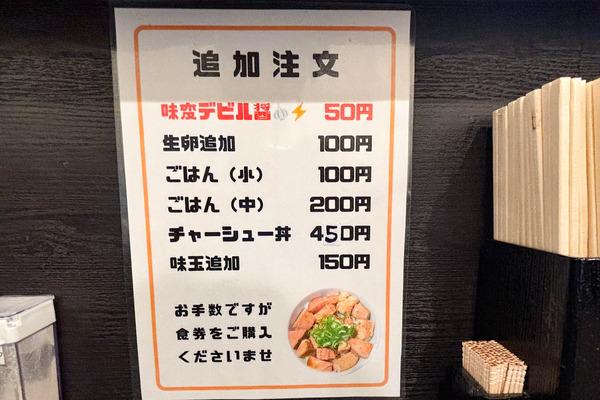 追加注文
味変デビル醤🧄⚡ 50円
生卵追加 100円
ごはん（小） 100円
ごはん（中） 200円
チャーシュー丼 450円
味玉追加 150円
お手数ですが
食券をご購入
くださいませ